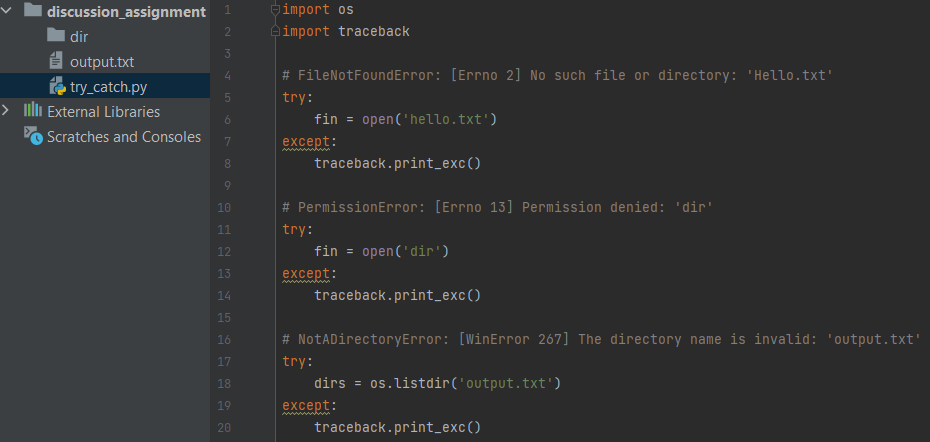 discussion_assignment
dir
output.txt
try_catch.py
External Libraries
Scratches and Consoles
1 import os
2 import traceback
3
4 # FileNotFoundError: [Errno 2] No such file or directory: 'Hello.txt'
5 try:
6     fin = open('hello.txt')
7 except:
8     traceback.print_exc()
9
10 # PermissionError: [Errno 13] Permission denied: 'dir'
11 try:
12     fin = open('dir')
13 except:
14     traceback.print_exc()
15
16 # NotADirectoryError: [WinError 267] The directory name is invalid: 'output.txt'
17 try:
18     dirs = os.listdir('output.txt')
19 except:
20     traceback.print_exc()